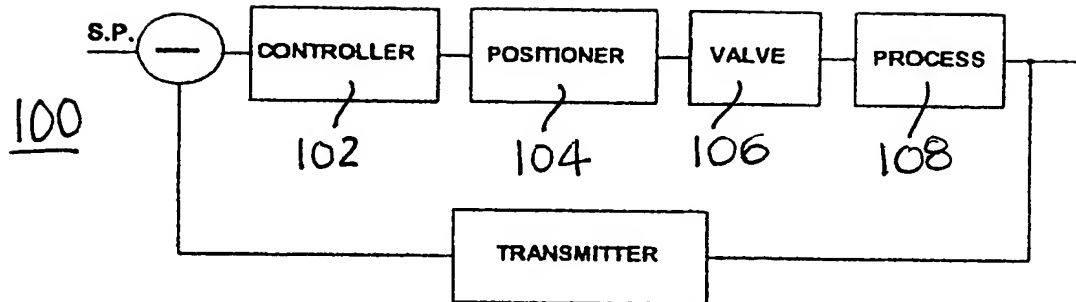 S.P.
CONTROLLER
POSITIONER
VALVE
PROCESS
100
102
104
106
108
TRANSMITTER